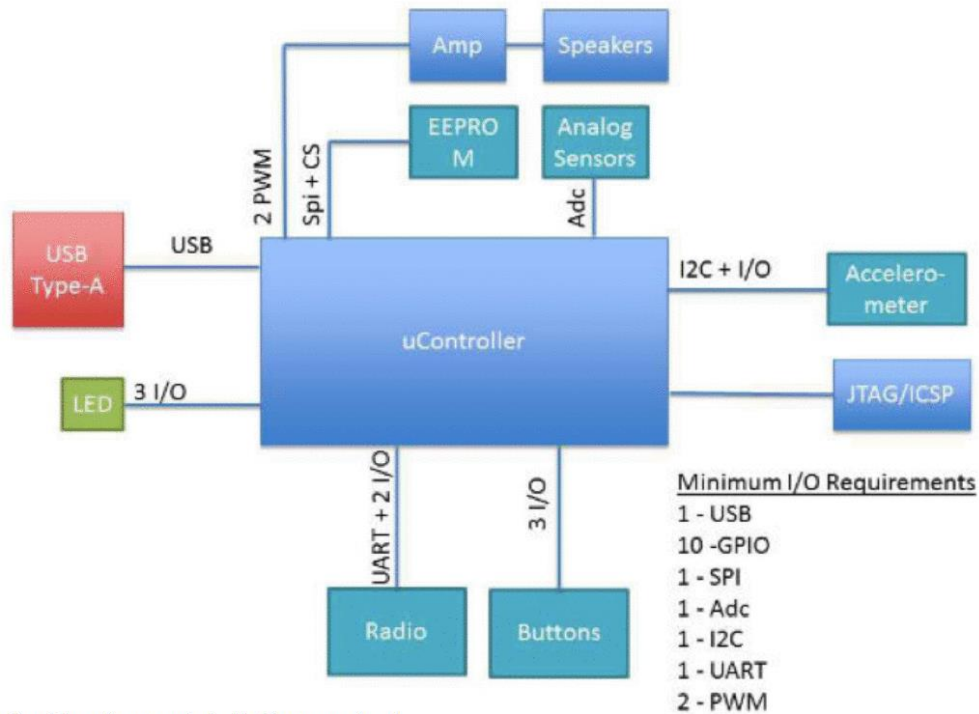 Amp
Speakers
EEPRO
M
Analog
Sensors
2 PWM
Spi + CS
Adc
USB
Type-A
USB
I2C + I/O
Accelero-
meter
uController
LED
3 I/O
JTAG/ICSP
UART + 2 I/O
3 I/O
Radio
Buttons
Minimum I/O Requirements
1 - USB
10 -GPIO
1 - SPI
1 - Adc
1 - I2C
1 - UART
2 - PWM